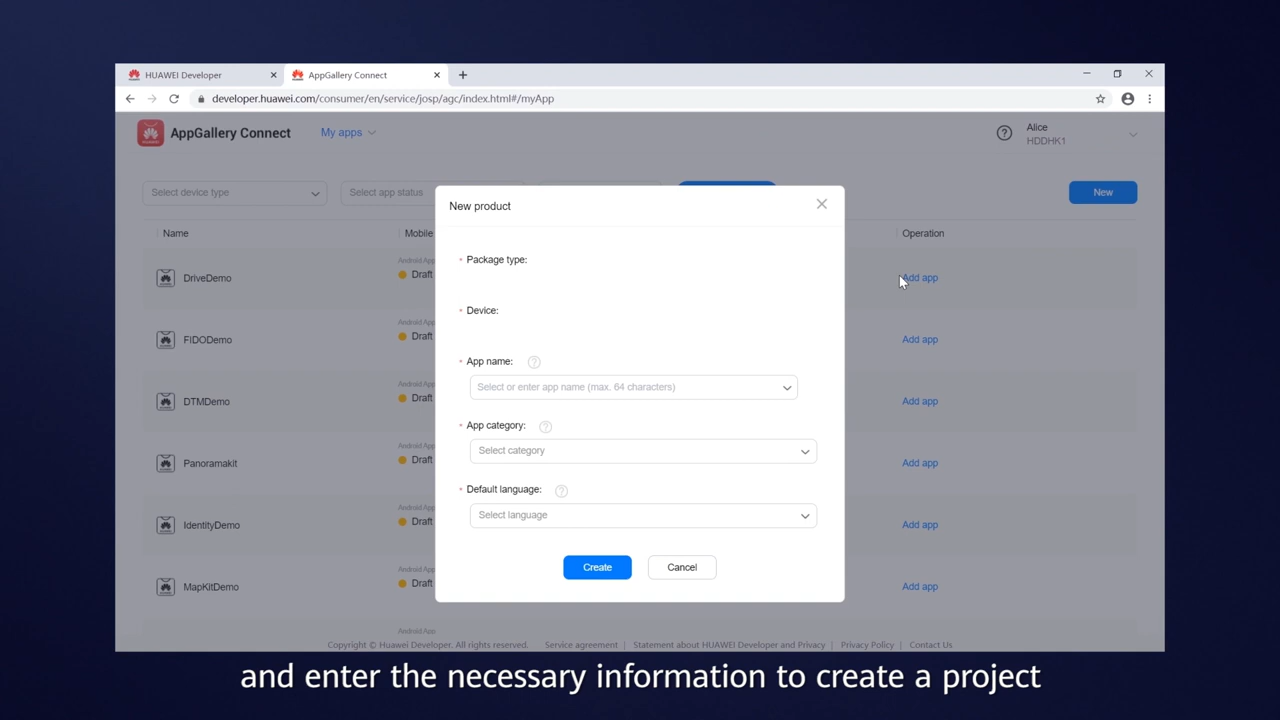 HUAWEI Developer
AppGallery Connect
developer.huawei.com/consumer/en/service/josp/agc/index.html#/myApp
HUAWEI
AppGallery Connect
My apps
Alice
HDDHK1
Select device type
Select app status
New
Name
Mobile
Operation
Android App
DriveDemo
Draft
Add app
Android App
FIDODemo
Draft
Add app
Android App
DTMDemo
Draft
Add app
Android App
Panoramakit
Draft
Add app
Android App
IdentityDemo
Draft
Add app
Android App
MapKitDemo
Draft
Add app
Android App
New product
* Package type:
* Device:
* App name: ?
Select or enter app name (max. 64 characters)
* App category: ?
Select category
* Default language: ?
Select language
Create
Cancel
Copyright © Huawei Developer. All rights reserved. Service agreement | Statement about HUAWEI Developer and Privacy | Privacy Policy | Contact Us
and enter the necessary information to create a project